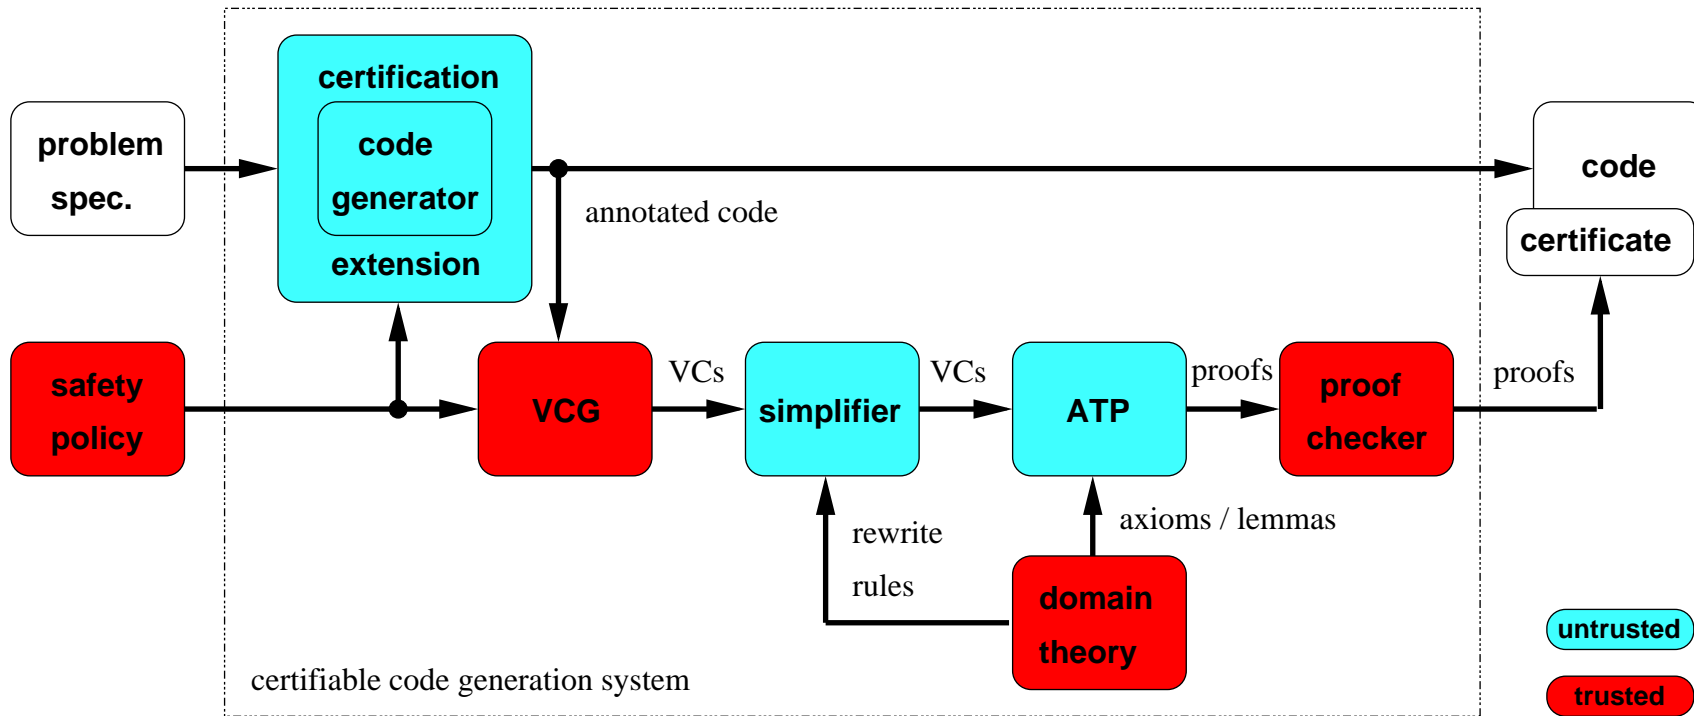 certification
problem
spec.
code
generator
extension
annotated code
code
certificate
safety
policy
VCG
VCs
simplifier
VCs
ATP
proofs
proof
checker
proofs
rewrite
rules
axioms / lemmas
domain
theory
certifiable code generation system
untrusted
trusted